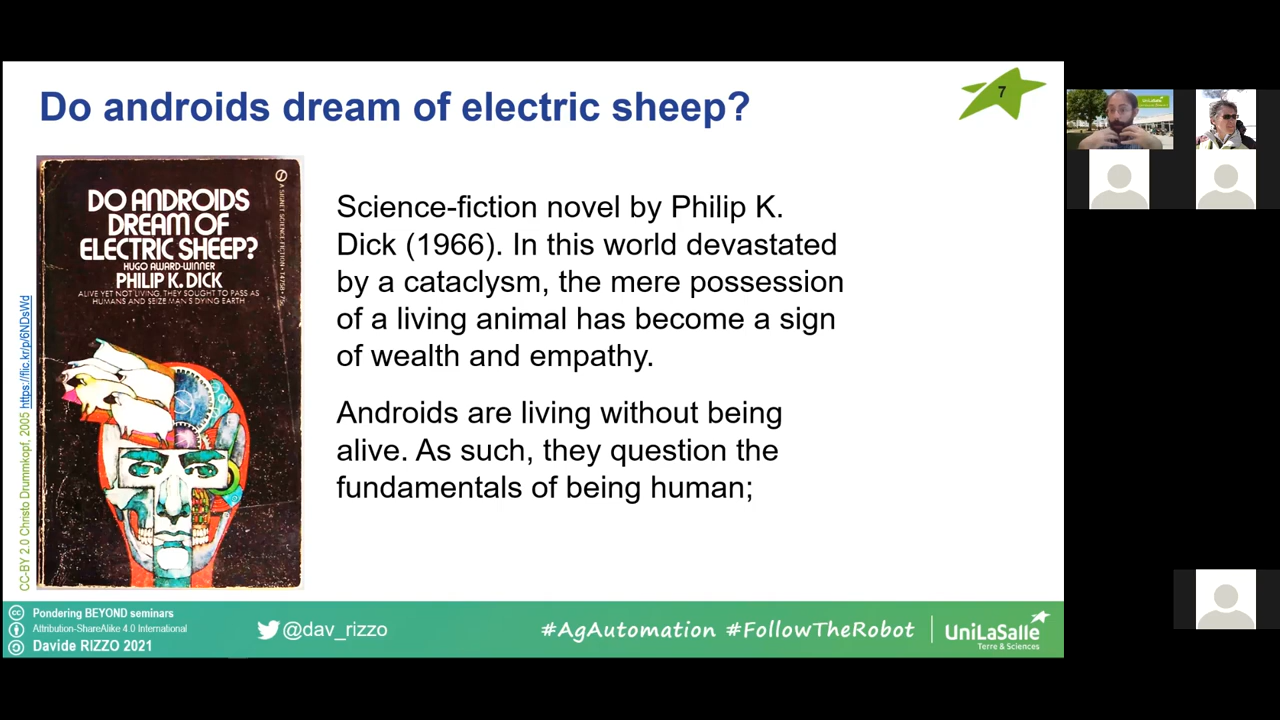 Do androids dream of electric sheep?
7
DO ANDROIDS
DREAM OF
ELECTRIC SHEEP?
HUGO AWARD-WINNER
PHILIP K. DICK
ALIVE YET NOT LIVING, THEY SOUGHT TO PASS AS
HUMANS AND SEIZE MAN'S DYING EARTH
A SIGNET SCIENCE FICTION
CC-BY 2.0 Christo Drummkopf, 2005 https://flic.kr/p/6NDsWd
Science-fiction novel by Philip K.
Dick (1966). In this world devastated
by a cataclysm, the mere possession
of a living animal has become a sign
of wealth and empathy.
Androids are living without being
alive. As such, they question the
fundamentals of being human;
Pondering BEYOND seminars
Attribution-ShareAlike 4.0 International
Davide RIZZO 2021
@dav_rizzo
#AgAutomation #FollowTheRobot
UniLaSalle
Terre & Sciences
UniLaSalle